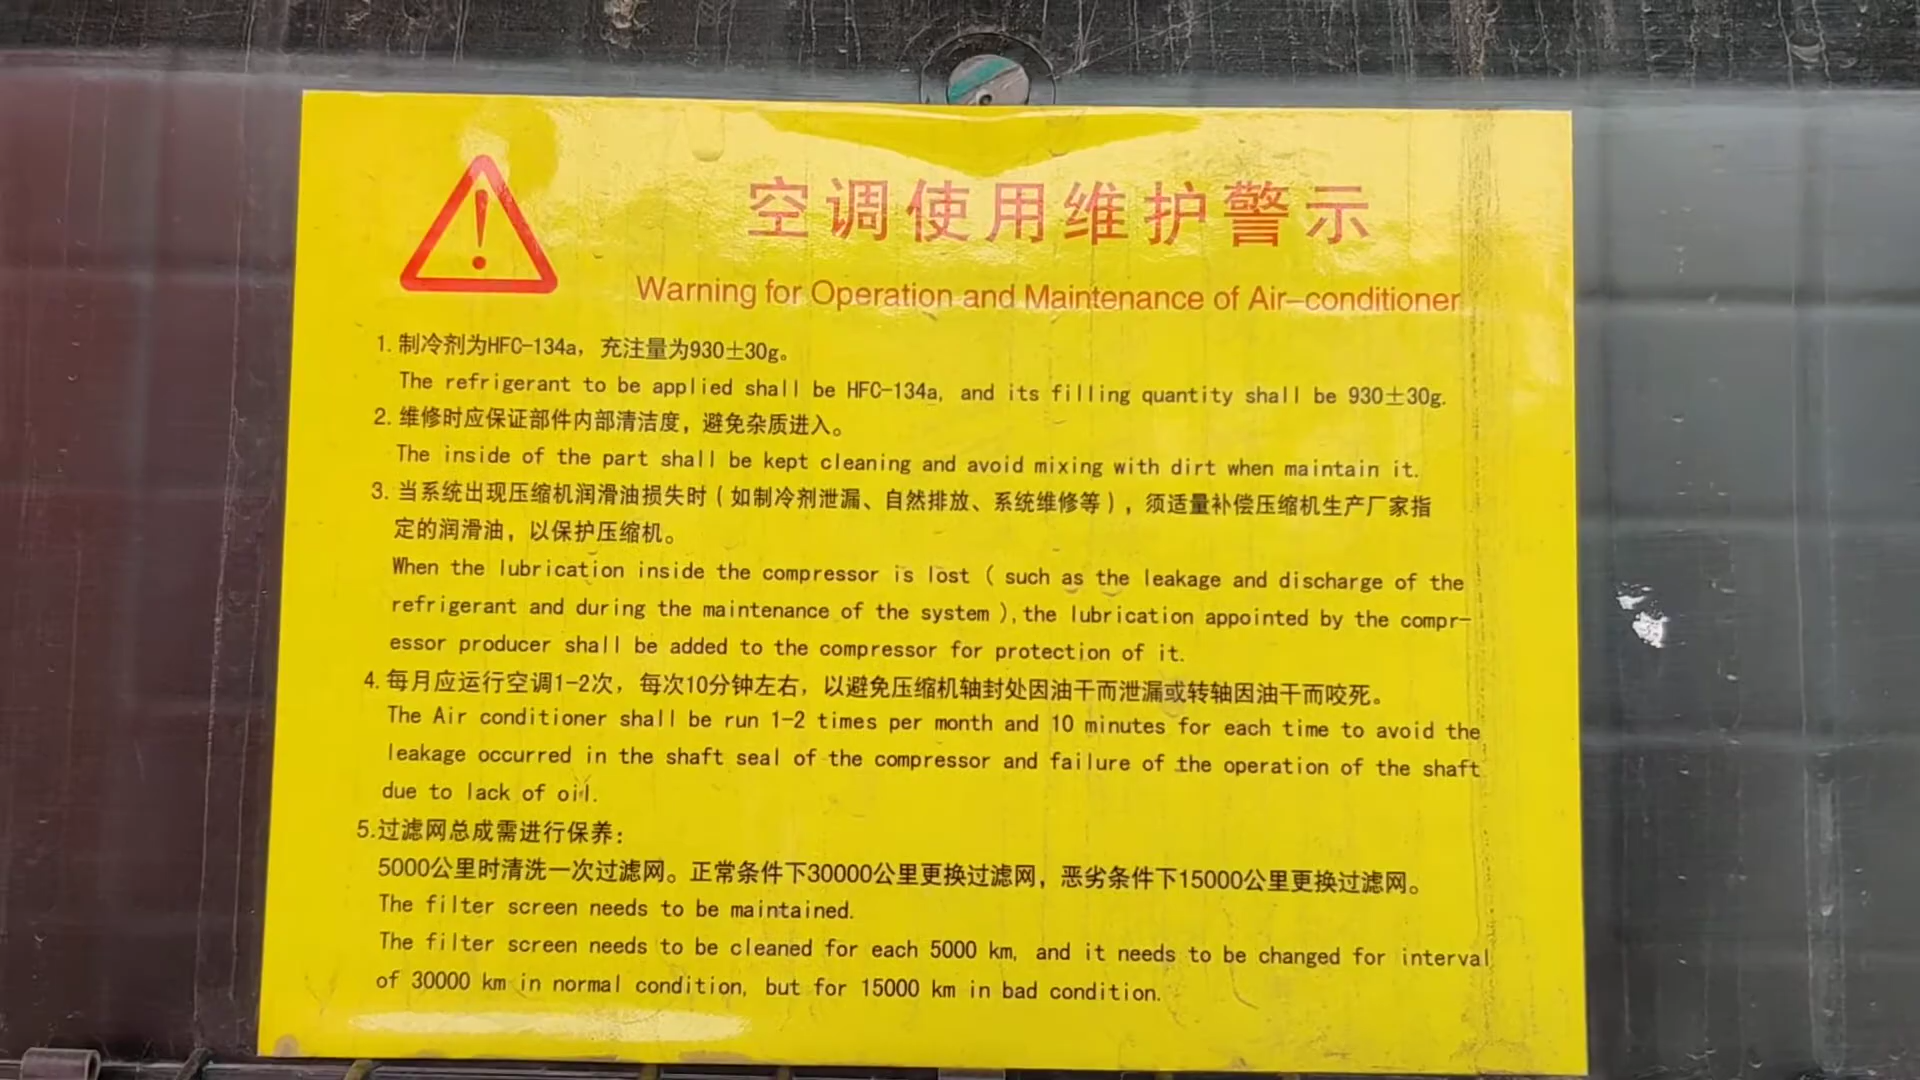 空调使用维护警示
Warning for Operation and Maintenance of Air-conditioner
1. 制冷剂为HFC-134a，充注量为930±30g。
The refrigerant to be applied shall be HFC-134a, and its filling quantity shall be 930±30g.
2. 维修时应保证部件内部清洁度，避免杂质进入。
The inside of the part shall be kept cleaning and avoid mixing with dirt when maintain it.
3. 当系统出现压缩机润滑油损失时（如制冷剂泄漏、自然排放、系统维修等），须适量补偿压缩机生产厂家指
定的润滑油，以保护压缩机。
When the lubrication inside the compressor is lost ( such as the leakage and discharge of the
refrigerant and during the maintenance of the system ),the lubrication appointed by the compr-
essor producer shall be added to the compressor for protection of it.
4. 每月应运行空调1-2次，每次10分钟左右，以避免压缩机轴封处因油干而泄漏或转轴因油干而咬死。
The Air conditioner shall be run 1-2 times per month and 10 minutes for each time to avoid the
leakage occurred in the shaft seal of the compressor and failure of the operation of the shaft
due to lack of oil.
5.过滤网总成需进行保养：
5000公里时清洗一次过滤网。正常条件下30000公里更换过滤网，恶劣条件下15000公里更换过滤网。
The filter screen needs to be maintained.
The filter screen needs to be cleaned for each 5000 km, and it needs to be changed for interval
of 30000 km in normal condition, but for 15000 km in bad condition.